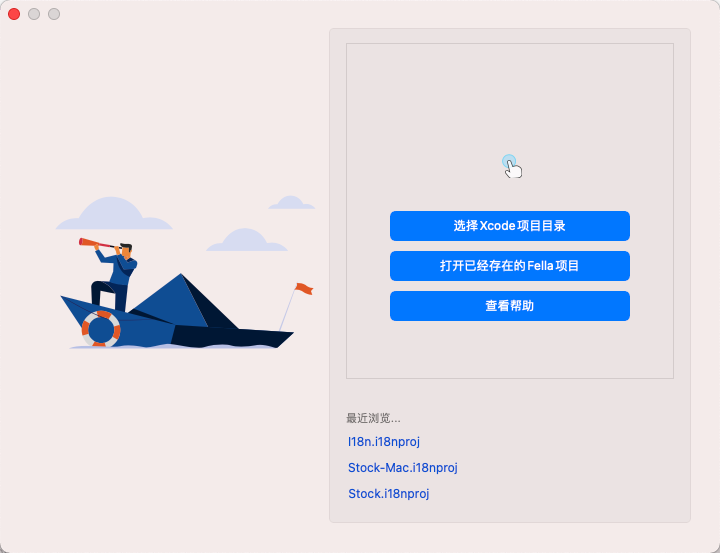 选择Xcode项目目录
打开已经存在的Fella项目
查看帮助
最近浏览...
I18n.i18nproj
Stock-Mac.i18nproj
Stock.i18nproj